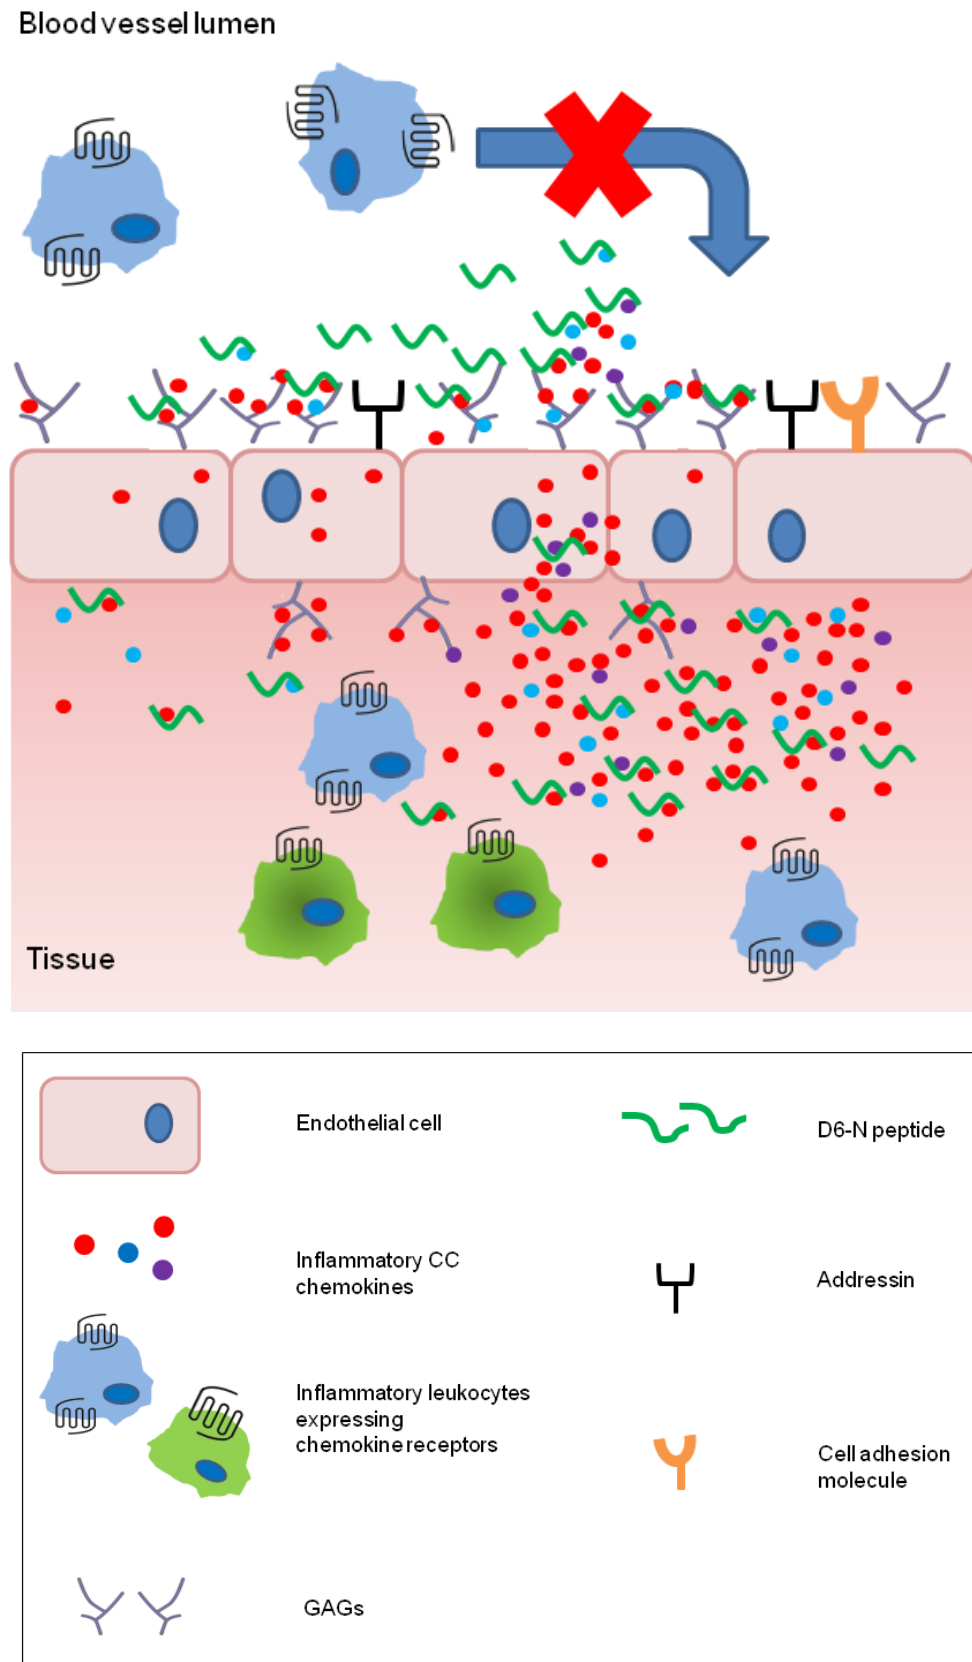 Blood vessel lumen
Tissue
Endothelial cell
D6-N peptide
Inflammatory CC
chemokines
Addressin
Inflammatory leukocytes
expressing
chemokine receptors
Cell adhesion
molecule
GAGs